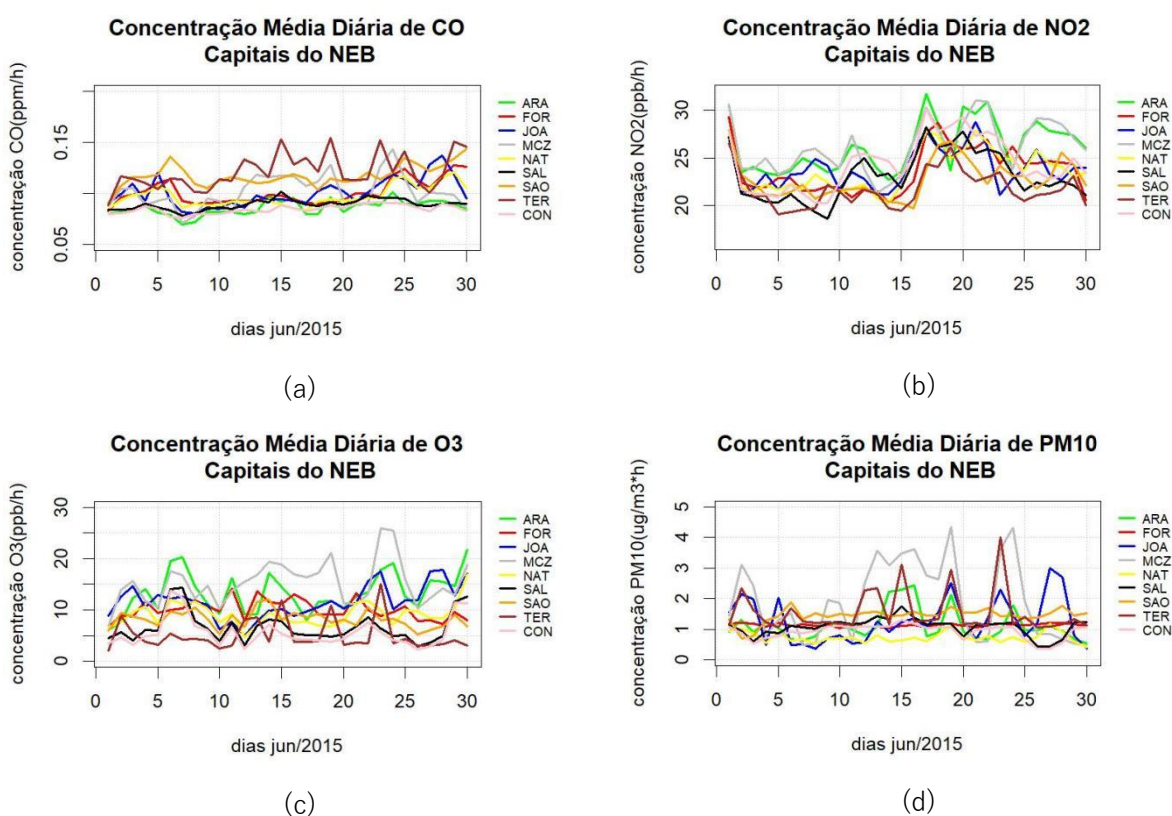 Concentração Média Diária de CO
Capitais do NEB
concentração CO(ppm/h)
0.15
0.05
0 5 10 15 20 25 30
dias jun/2015
ARA
FOR
JOA
MCZ
NAT
SAL
SAO
TER
CON
(a)
Concentração Média Diária de NO2
Capitais do NEB
concentração NO2(ppb/h)
30
25
20
0 5 10 15 20 25 30
dias jun/2015
ARA
FOR
JOA
MCZ
NAT
SAL
SAO
TER
CON
(b)
Concentração Média Diária de O3
Capitais do NEB
concentração O3(ppb/h)
30
20
10
0
0 5 10 15 20 25 30
dias jun/2015
ARA
FOR
JOA
MCZ
NAT
SAL
SAO
TER
CON
(c)
Concentração Média Diária de PM10
Capitais do NEB
concentração PM10(ug/m3*h)
5
4
3
2
1
0
0 5 10 15 20 25 30
dias jun/2015
ARA
FOR
JOA
MCZ
NAT
SAL
SAO
TER
CON
(d)